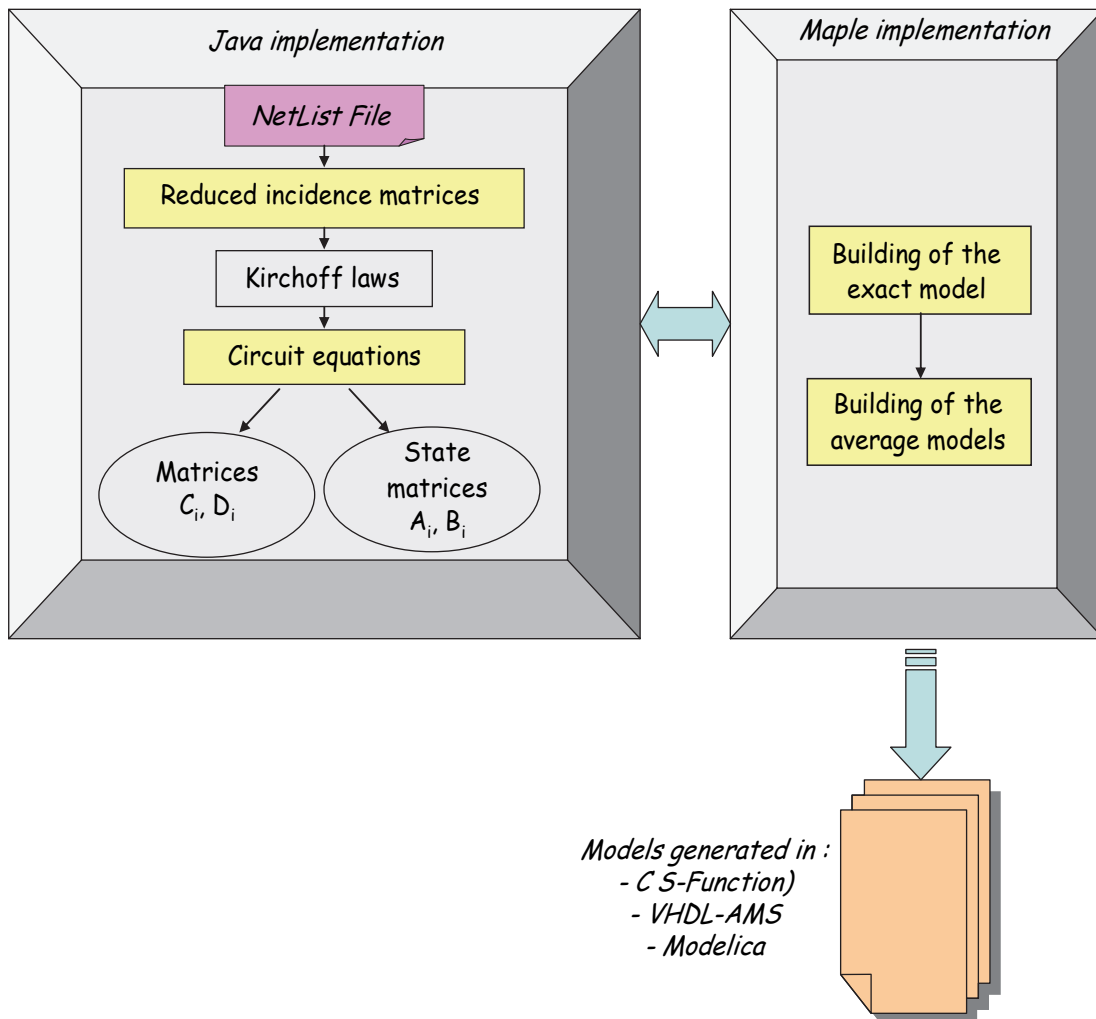 Java implementation
NetList File
Reduced incidence matrices
Kirchoff laws
Circuit equations
Matrices
Ci, Di
State
matrices
Ai, Bi
Maple implementation
Building of the
exact model
Building of the
average models
Models generated in :
- C S-Function)
- VHDL-AMS
- Modelica